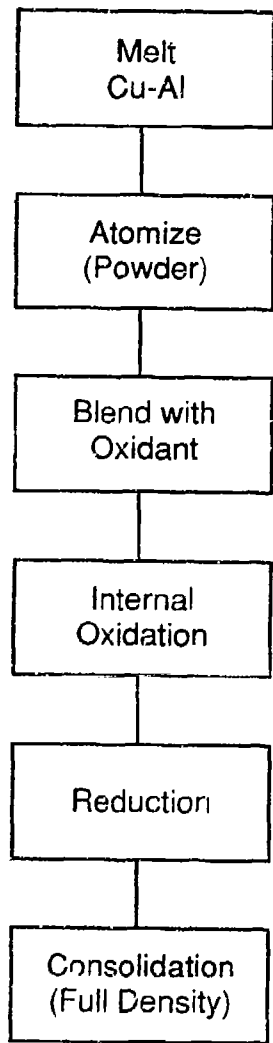 Melt
Cu-Al
Atomize
(Powder)
Blend with
Oxidant
Internal
Oxidation
Reduction
Consolidation
(Full Density)